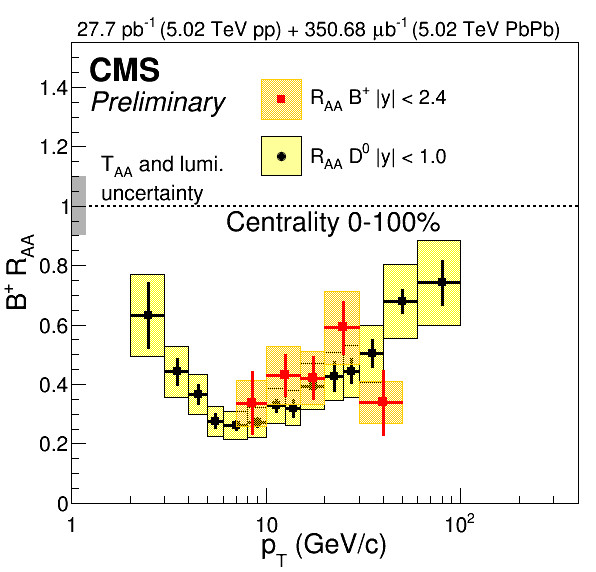 27.7 pb⁻¹ (5.02 TeV pp) + 350.68 μb⁻¹ (5.02 TeV PbPb)
CMS
Preliminary
R_AA B⁺ |y| < 2.4
R_AA D⁰ |y| < 1.0
T_AA and lumi.
uncertainty
Centrality 0-100%
B⁺ R_AA
1.4
1.2
1
0.8
0.6
0.4
0.2
0
1
10
10²
p_T (GeV/c)